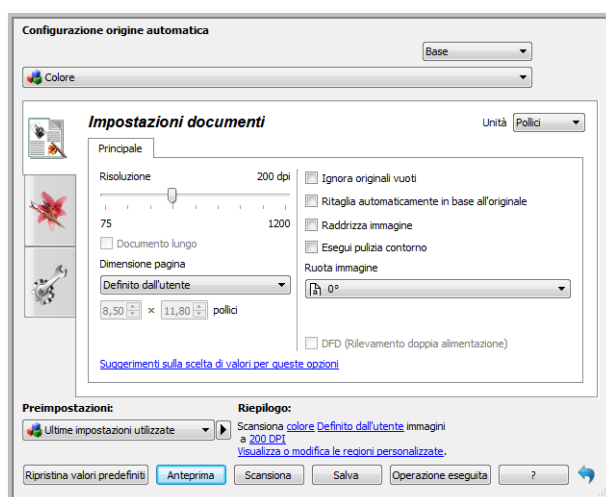 Configurazione origine automatica
Base
Colore
Impostazioni documenti
Unità Pollici
Principale
Risoluzione 200 dpi
75 1200
Documento lungo
Dimensione pagina
Definito dall'utente
8,50 × 11,80 pollici
Ignora originali vuoti
Ritaglia automaticamente in base all'originale
Raddrizza immagine
Esegui pulizia contorno
Ruota immagine
0°
DFD (Rilevamento doppia alimentazione)
Suggerimenti sulla scelta di valori per queste opzioni
Preimpostazioni:
Ultime impostazioni utilizzate
Riepilogo:
Scansiona colore Definito dall'utente immagini
a 200 DPI
Visualizza o modifica le regioni personalizzate.
Ripristina valori predefiniti Anteprima Scansiona Salva Operazione eseguita ?